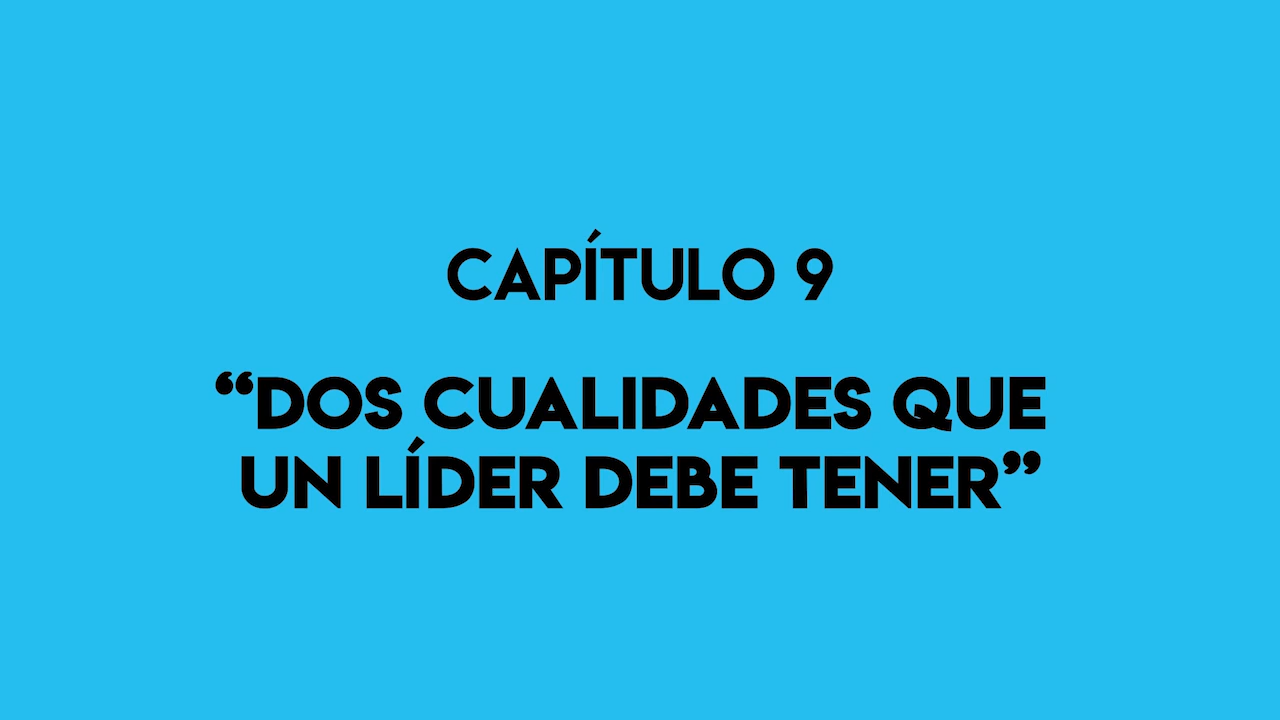 CAPÍTULO 9
“DOS CUALIDADES QUE
UN LÍDER DEBE TENER”